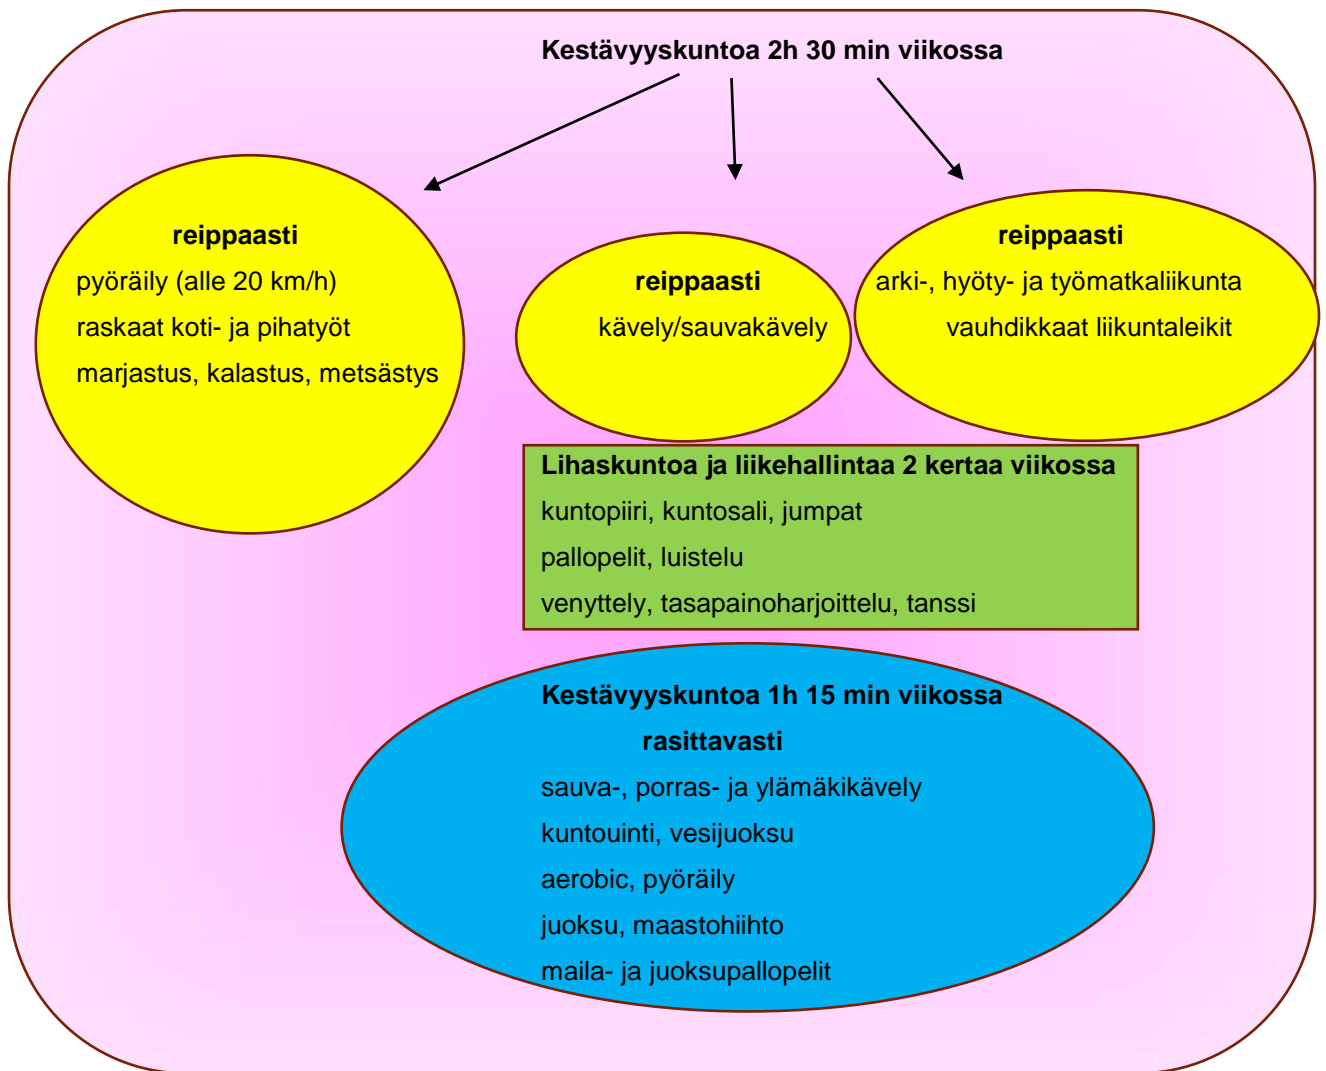 Kestävyyskuntoa 2h 30 min viikossa
reippaasti
pyöräily (alle 20 km/h)
raskaat koti- ja pihatyöt
marjastus, kalastus, metsästys
reippaasti
kävely/sauvakävely
reippaasti
arki-, hyöty- ja työmatkaliikunta
vauhdikkaat liikuntaleikit
Lihaskuntoa ja liikehallintaa 2 kertaa viikossa
kuntopiiri, kuntosali, jumpat
pallopelit, luistelu
venyttely, tasapainoharjoittelu, tanssi
Kestävyyskuntoa 1h 15 min viikossa
rasittavasti
sauva-, porras- ja ylämäkikävely
kuntouinti, vesijuoksu
aerobic, pyöräily
juoksu, maastohiihto
maila- ja juoksupallopelit